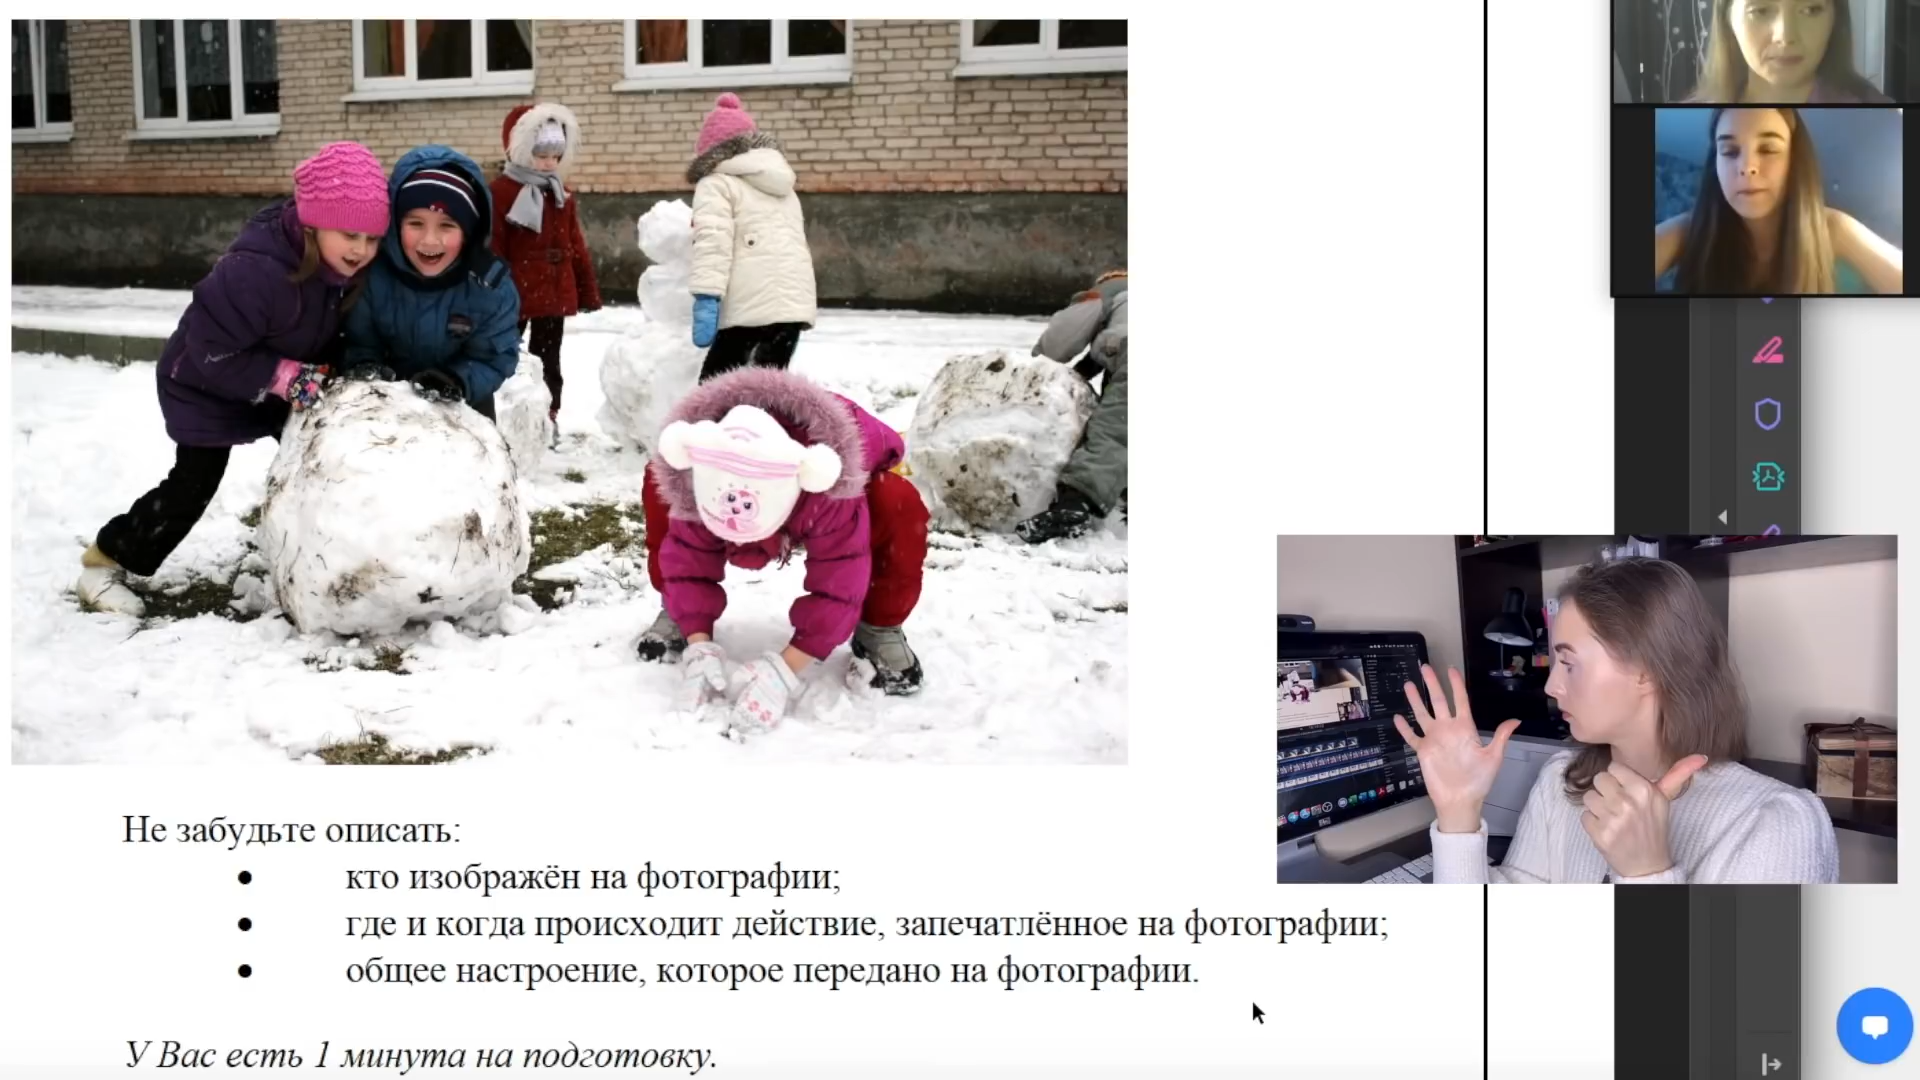 Не забудьте описать:
кто изображён на фотографии;
где и когда происходит действие, запечатлённое на фотографии;
общее настроение, которое передано на фотографии.
У Вас есть 1 минута на подготовку.